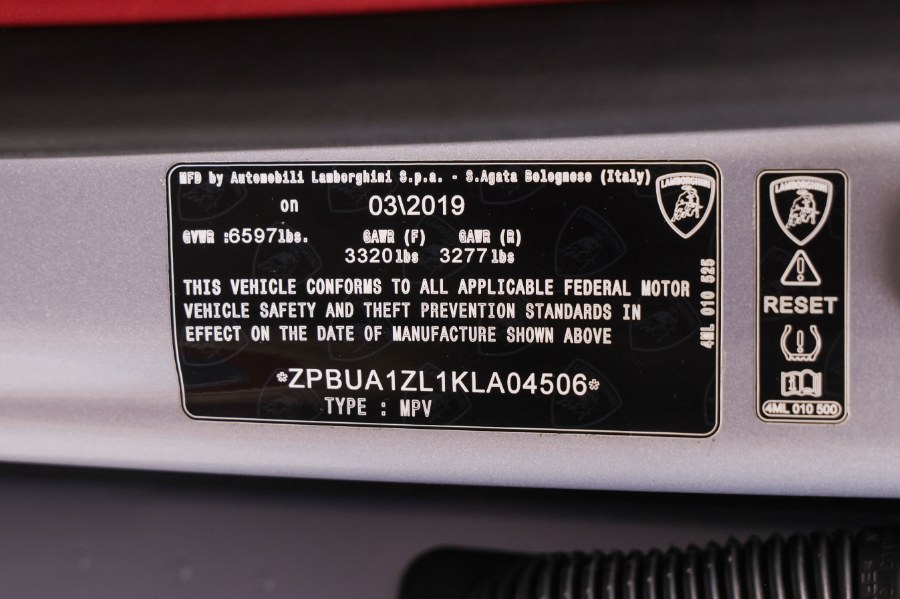 MFD by Automobili Lamborghini S.p.a. - S.Agata Bolognese (Italy)
on 03\2019
GVWR :6597lbs. GAWR (F) GAWR (R)
3320lbs 3277lbs
THIS VEHICLE CONFORMS TO ALL APPLICABLE FEDERAL MOTOR
VEHICLE SAFETY AND THEFT PREVENTION STANDARDS IN
EFFECT ON THE DATE OF MANUFACTURE SHOWN ABOVE
*ZPBUA1ZL1KLA04506*
TYPE : MPV
LAMBORGHINI
4ML 010 525
LAMBORGHINI
RESET
4ML 010 500